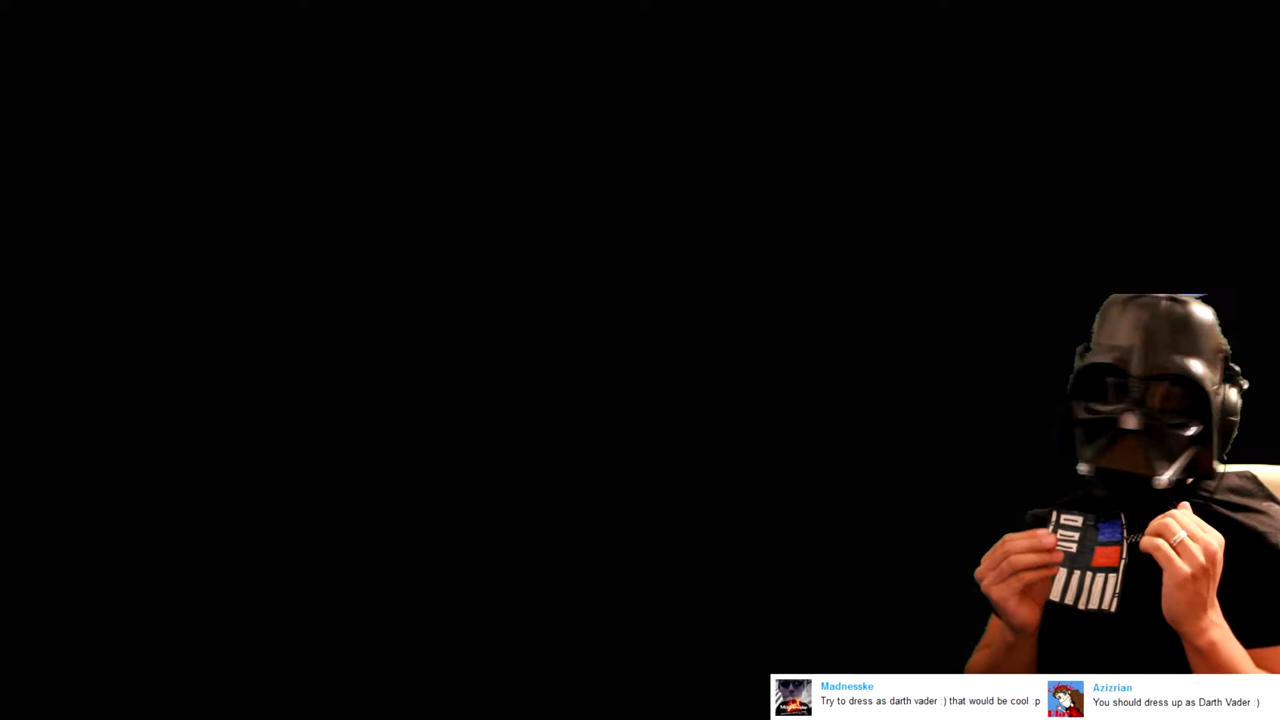 Madnesske
Try to dress as darth vader :) that would be cool :p
Azizrian
You should dress up as Darth Vader :)